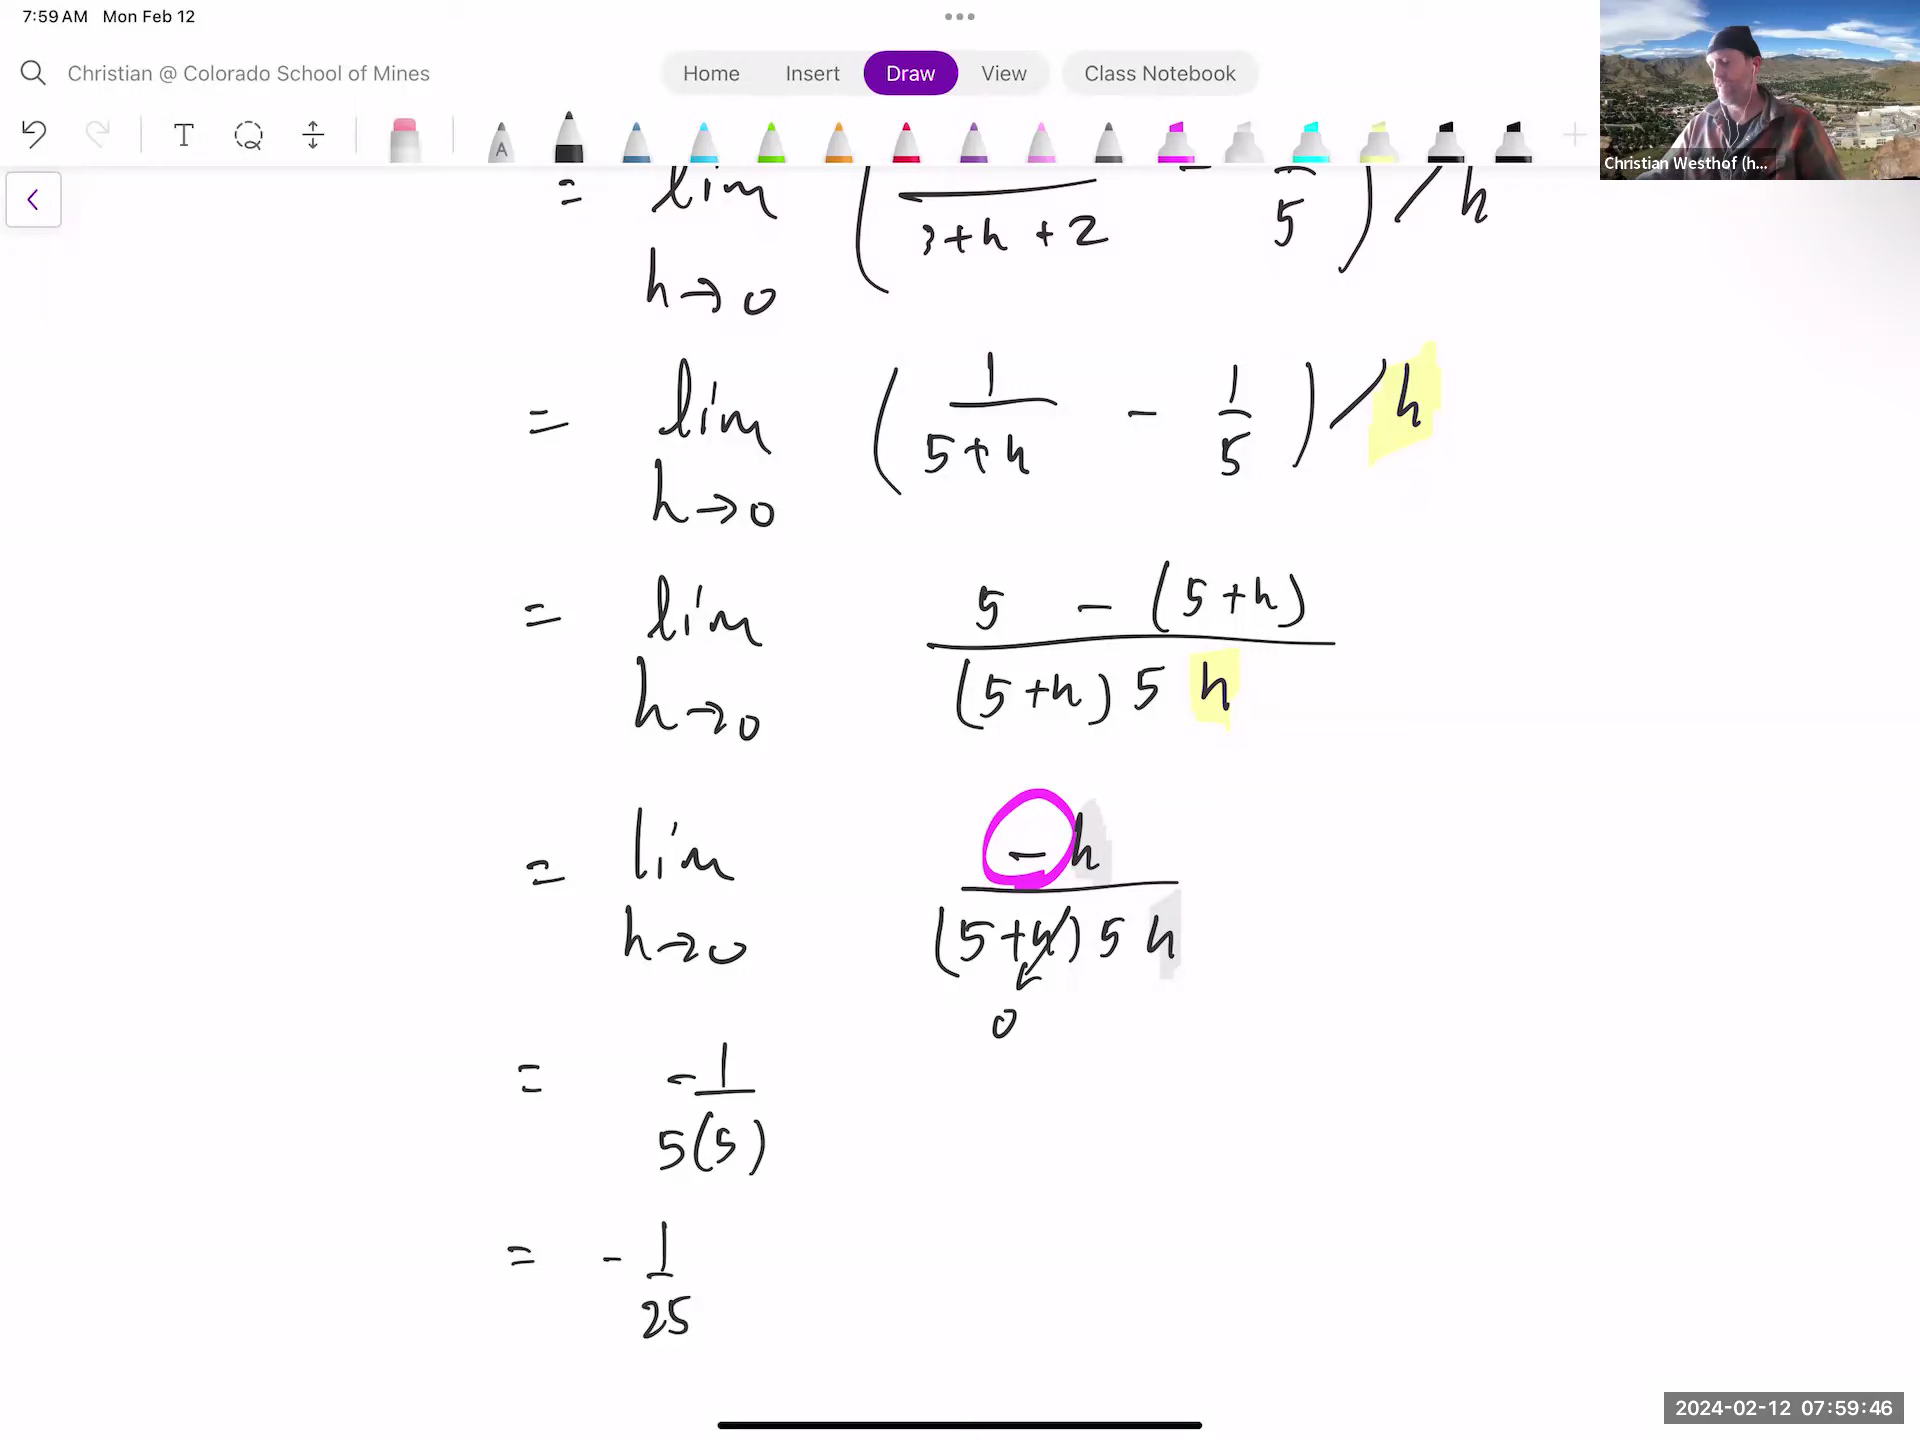 7:59 AM Mon Feb 12
Christian @ Colorado School of Mines
Home Insert Draw View Class Notebook
T
A
Christian Westhof (h...
= lim ( / 3+h+2 - / 5 ) / h
h→0
= lim ( 1/(5+h) - 1/5 ) / h
h→0
= lim 5 - (5+h) / (5+h) 5 h
h→0
= lim -h / (5+h) 5 h
h→0
0
= -1 / 5(5)
= - 1/25
2024-02-12 07:59:46